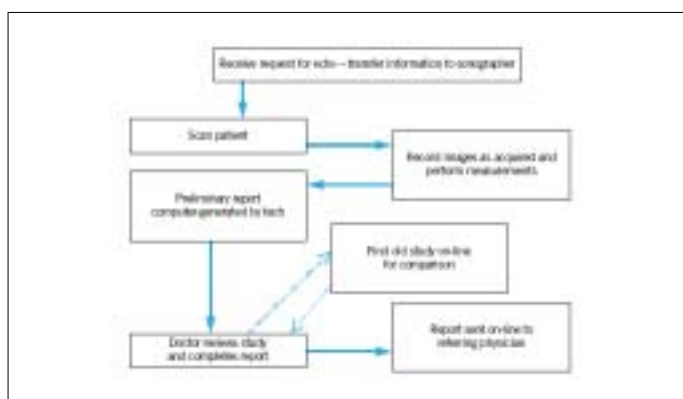 Receive request for echo – transfer information to sonographer
Scan patient
Record images as acquired and
perform measurements
Preliminary report
computer-generated by tech
Find old study on-line
for comparison
Doctor reviews study
and completes report
Report sent on-line to
referring physician